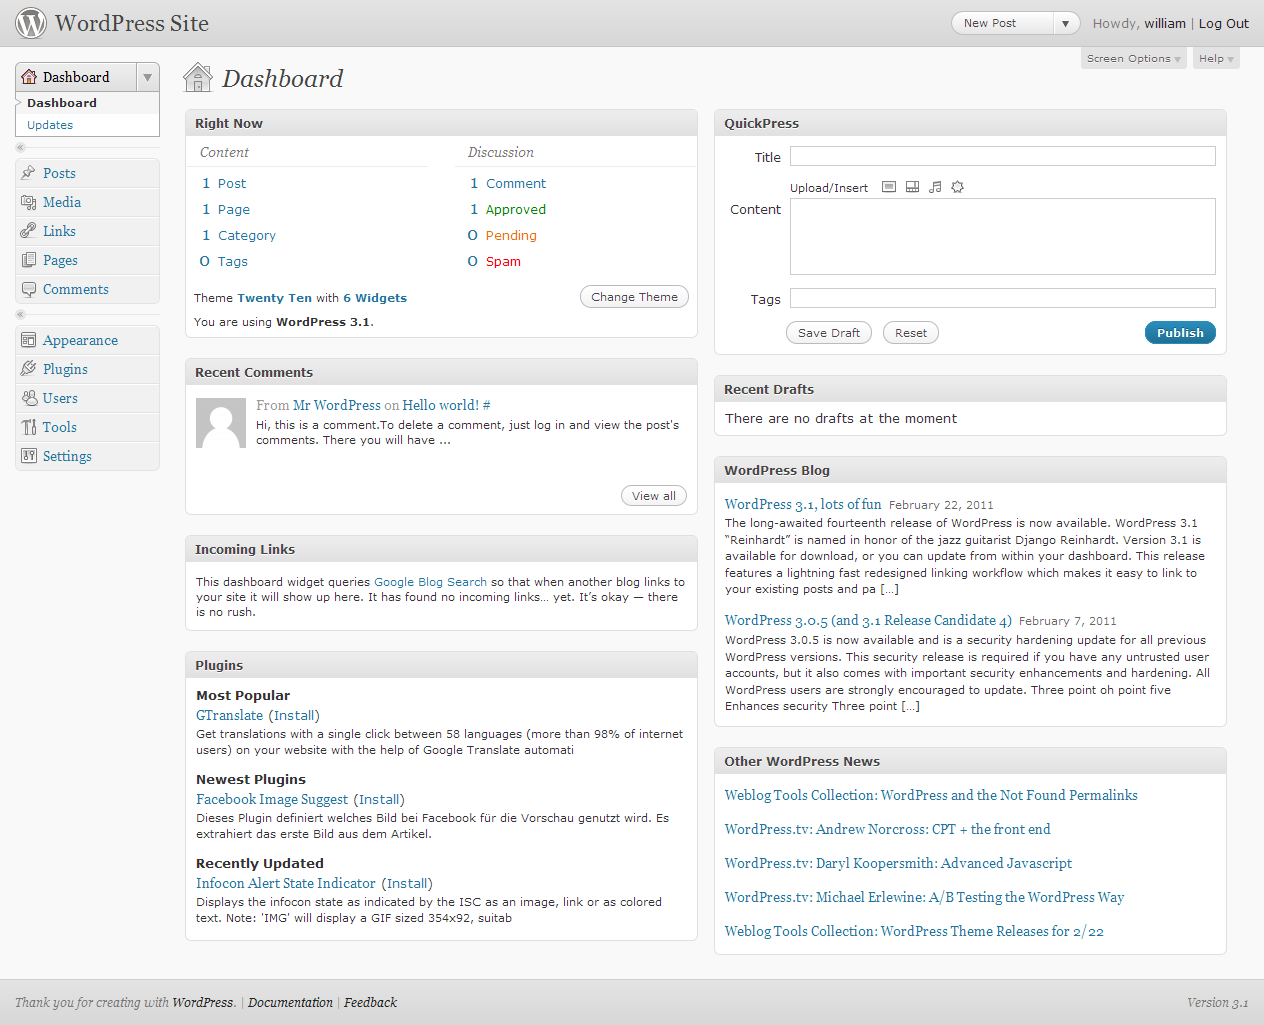 WordPress Site
New Post
Howdy, william | Log Out
Screen Options
Help
Dashboard
Dashboard
Updates
Posts
Media
Links
Pages
Comments
Appearance
Plugins
Users
Tools
Settings
Dashboard
Right Now
Content
1 Post
1 Page
1 Category
0 Tags
Discussion
1 Comment
1 Approved
0 Pending
0 Spam
Theme Twenty Ten with 6 Widgets
Change Theme
You are using WordPress 3.1.
Recent Comments
From Mr WordPress on Hello world! #
Hi, this is a comment.To delete a comment, just log in and view the post's
comments. There you will have ...
View all
Incoming Links
This dashboard widget queries Google Blog Search so that when another blog links to
your site it will show up here. It has found no incoming links… yet. It’s okay — there
is no rush.
Plugins
Most Popular
GTranslate (Install)
Get translations with a single click between 58 languages (more than 98% of internet
users) on your website with the help of Google Translate automati
Newest Plugins
Facebook Image Suggest (Install)
Dieses Plugin definiert welches Bild bei Facebook für die Vorschau genutzt wird. Es
extrahiert das erste Bild aus dem Artikel.
Recently Updated
Infocon Alert State Indicator (Install)
Displays the infocon state as indicated by the ISC as an image, link or as colored
text. Note: 'IMG' will display a GIF sized 354x92, suitab
QuickPress
Title
Upload/Insert
Content
Tags
Save Draft
Reset
Publish
Recent Drafts
There are no drafts at the moment
WordPress Blog
WordPress 3.1, lots of fun February 22, 2011
The long-awaited fourteenth release of WordPress is now available. WordPress 3.1
“Reinhardt” is named in honor of the jazz guitarist Django Reinhardt. Version 3.1 is
available for download, or you can update from within your dashboard. This release
features a lightning fast redesigned linking workflow which makes it easy to link to
your existing posts and pa [...]
WordPress 3.0.5 (and 3.1 Release Candidate 4) February 7, 2011
WordPress 3.0.5 is now available and is a security hardening update for all previous
WordPress versions. This security release is required if you have any untrusted user
accounts, but it also comes with important security enhancements and hardening. All
WordPress users are strongly encouraged to update. Three point oh point five
Enhances security Three point [...]
Other WordPress News
Weblog Tools Collection: WordPress and the Not Found Permalinks
WordPress.tv: Andrew Norcross: CPT + the front end
WordPress.tv: Daryl Koopersmith: Advanced Javascript
WordPress.tv: Michael Erlewine: A/B Testing the WordPress Way
Weblog Tools Collection: WordPress Theme Releases for 2/22
Thank you for creating with WordPress. | Documentation | Feedback
Version 3.1